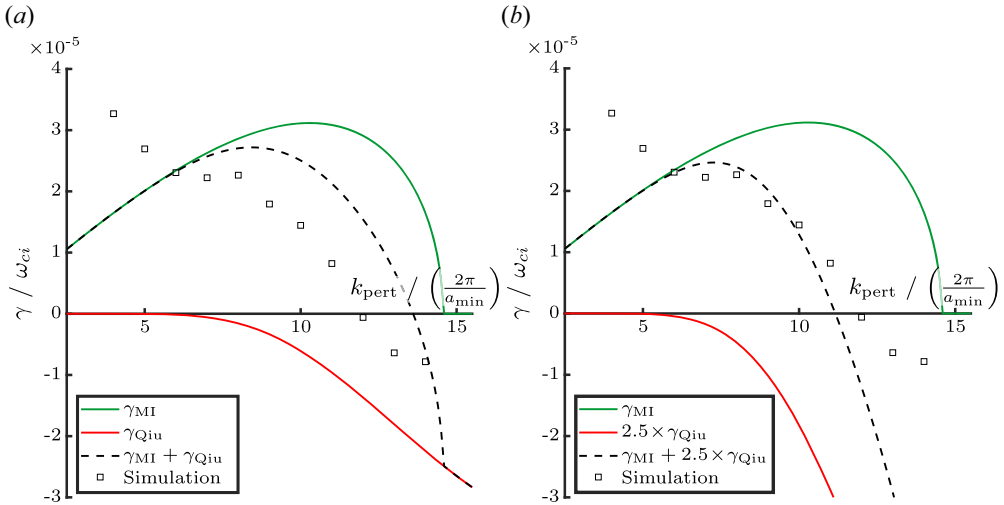 (a)
×10⁻⁵
4
3
2
1
0
-1
-2
-3
γ / ω_ci
k_pert / (2π / a_min)
5
10
15
γ_MI
γ_Qiu
γ_MI + γ_Qiu
Simulation
(b)
×10⁻⁵
4
3
2
1
0
-1
-2
-3
γ / ω_ci
k_pert / (2π / a_min)
5
10
15
γ_MI
2.5×γ_Qiu
γ_MI + 2.5×γ_Qiu
Simulation